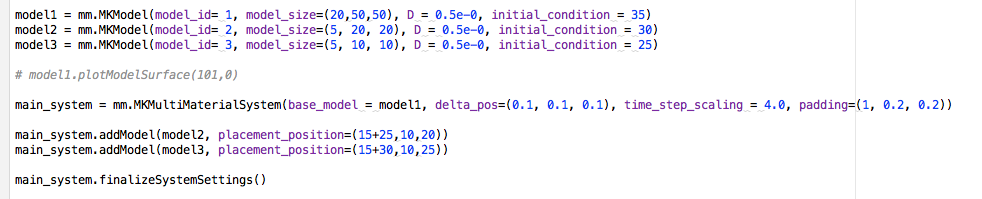 model1 = mm.MKModel(model_id= 1, model_size=(20,50,50), D = 0.5e-0, initial_condition = 35)
model2 = mm.MKModel(model_id= 2, model_size=(5, 20, 20), D = 0.5e-0, initial_condition = 30)
model3 = mm.MKModel(model_id= 3, model_size=(5, 10, 10), D = 0.5e-0, initial_condition = 25)
# model1.plotModelSurface(101,0)
main_system = mm.MKMultiMaterialSystem(base_model = model1, delta_pos=(0.1, 0.1, 0.1), time_step_scaling = 4.0, padding=(1, 0.2, 0.2))
main_system.addModel(model2, placement_position=(15+25,10,20))
main_system.addModel(model3, placement_position=(15+30,10,25))
main_system.finalizeSystemSettings()